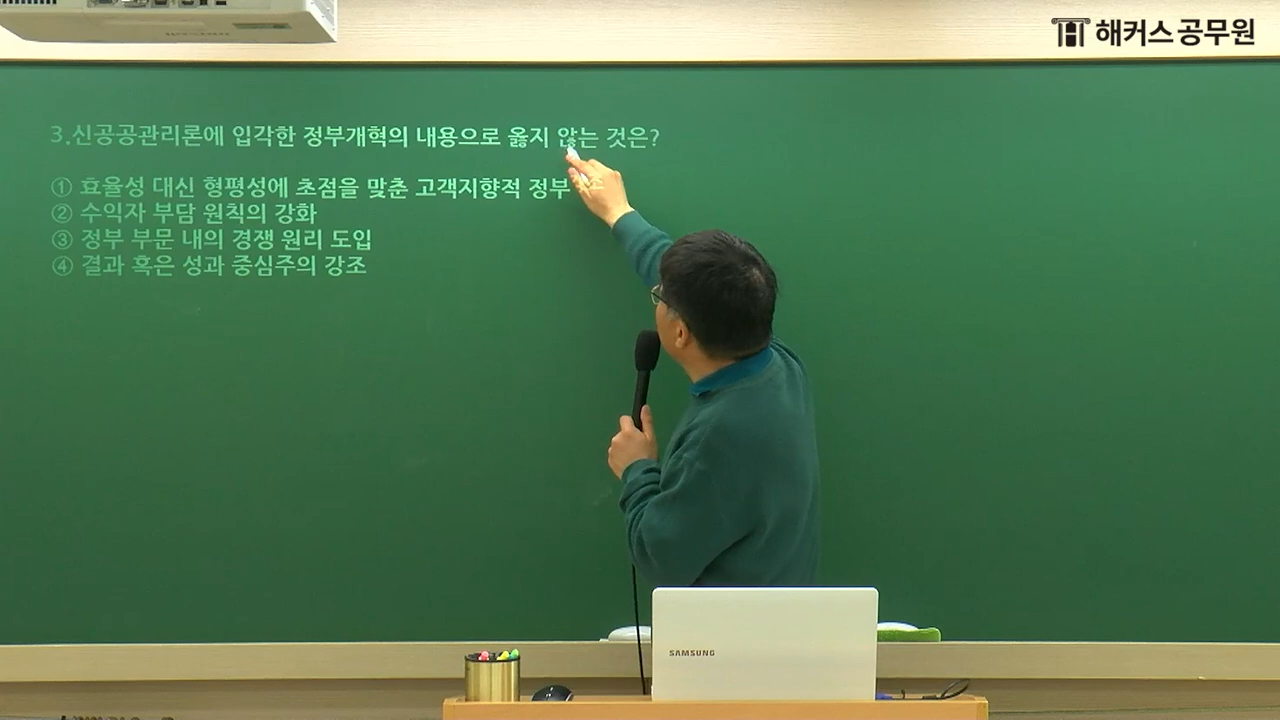 해커스 공무원
3.신공공관리론에 입각한 정부개혁의 내용으로 옳지 않는 것은?
① 효율성 대신 형평성에 초점을 맞춘 고객지향적 정부
② 수익자 부담 원칙의 강화
③ 정부 부문 내의 경쟁 원리 도입
④ 결과 혹은 성과 중심주의 강조
SAMSUNG